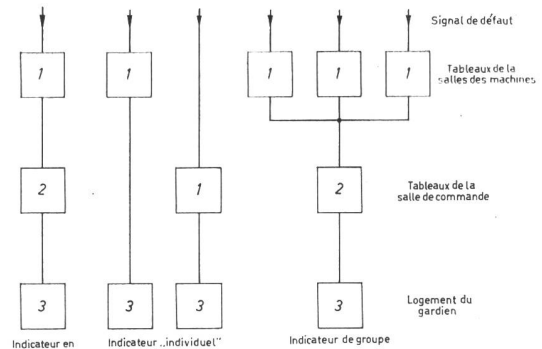 Signal de défaut
1 1 1 1 1
Tableaux de la
salles des machines
2 1 2
Tableaux de la
salle de commande
3 3 3 3
Logement du
gardien
Indicateur en
Indicateur „individuel”
Indicateur de groupe